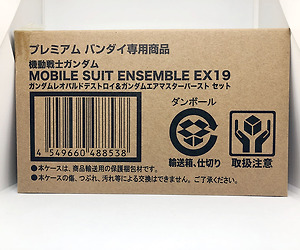 プレミアム バンダイ専用商品
機動戦士ガンダム
MOBILE SUIT ENSEMBLE EX19
ガンダムレオパルドデストロイ&ガンダムエアマスターバースト セット
ダンボール
4 549660 488538
輸送箱、仕切り
取扱注意
●本ケースは、商品輸送用の保護梱包材です。
●本ケースの傷、つぶれ、汚れ等による交換はできません。ご了承ください。